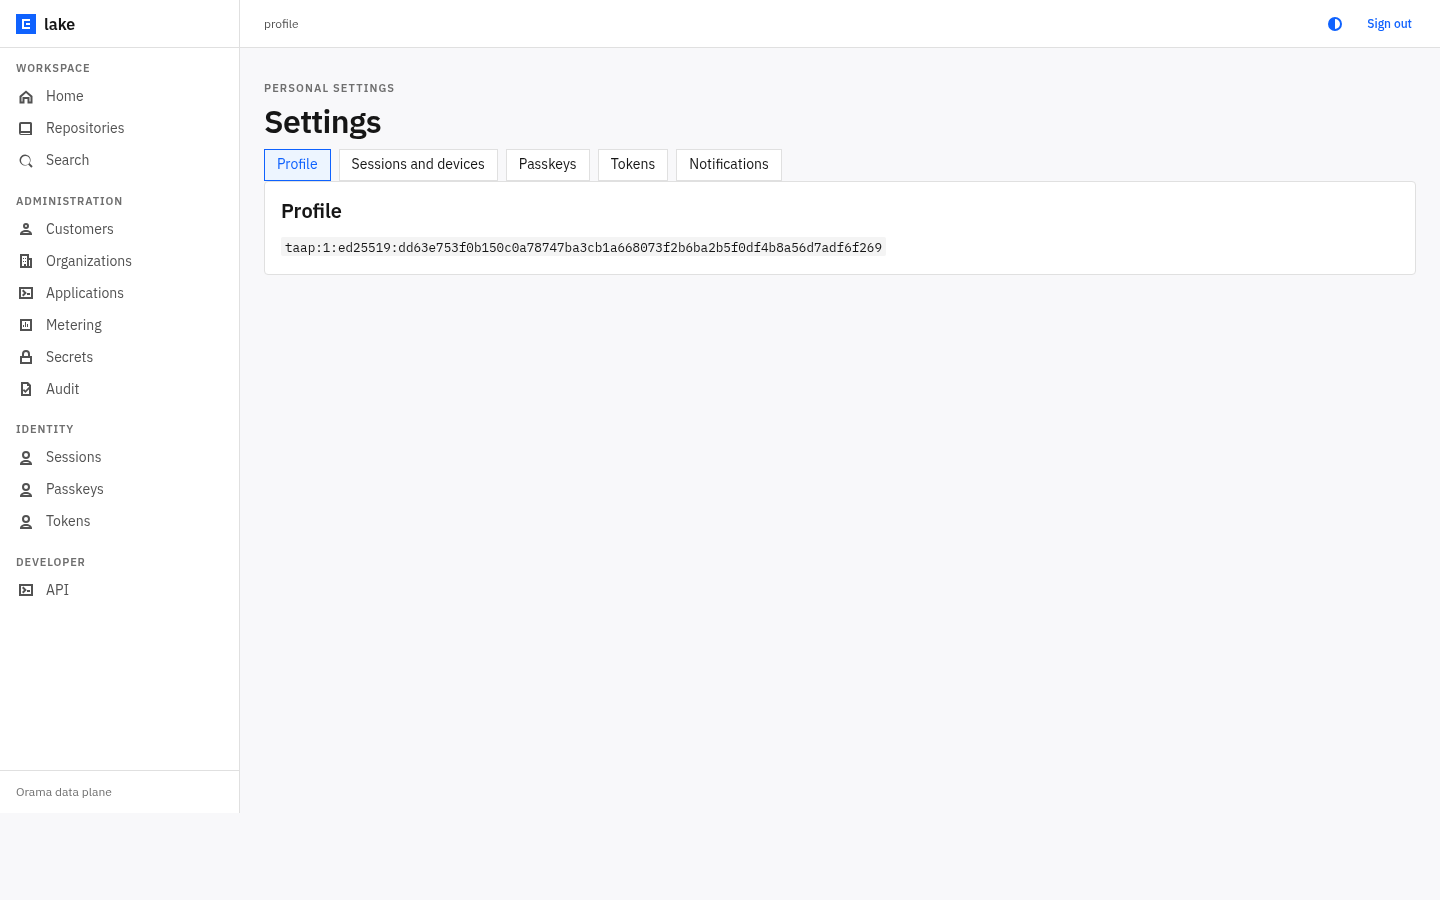 lake
profile
Sign out
WORKSPACE
Home
Repositories
Search
ADMINISTRATION
Customers
Organizations
Applications
Metering
Secrets
Audit
IDENTITY
Sessions
Passkeys
Tokens
DEVELOPER
API
Orama data plane
PERSONAL SETTINGS
Settings
Profile Sessions and devices Passkeys Tokens Notifications
Profile
taap:1:ed25519:dd63e753f0b150c0a78747ba3cb1a668073f2b6ba2b5f0df4b8a56d7adf6f269